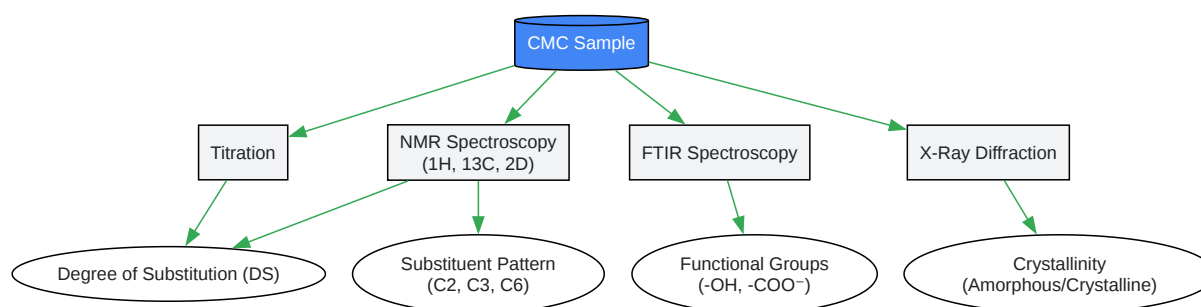 CMC Sample
Titration
NMR Spectroscopy
(1H, 13C, 2D)
FTIR Spectroscopy
X-Ray Diffraction
Degree of Substitution (DS)
Substituent Pattern
(C2, C3, C6)
Functional Groups
(-OH, -COO⁻)
Crystallinity
(Amorphous/Crystalline)